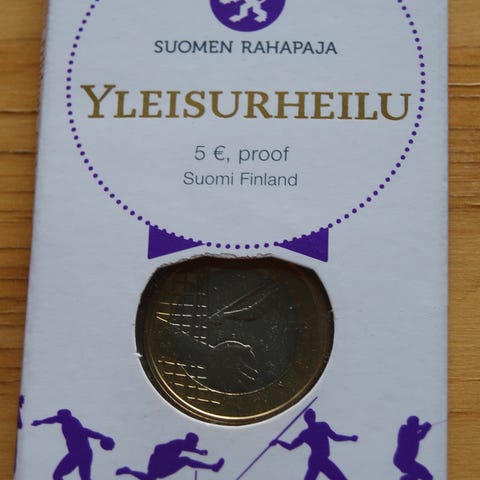 SUOMEN RAHAPAJA
YLEISURHEILU
5 €, proof
Suomi Finland